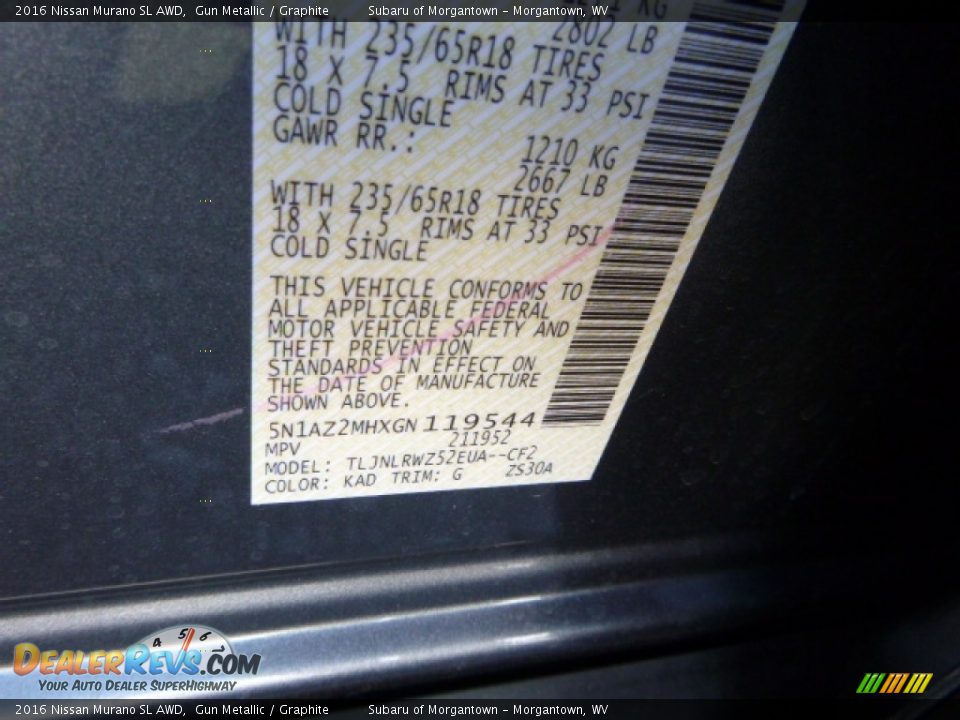 2016 Nissan Murano SL AWD, Gun Metallic / Graphite Subaru of Morgantown - Morgantown, WV
KG
2802 LB
WITH 235/65R18 TIRES
18 X 7.5 RIMS AT 33 PSI
COLD SINGLE
GAWR RR.:
1210 KG
2667 LB
WITH 235/65R18 TIRES
18 X 7.5 RIMS AT 33 PSI
COLD SINGLE
THIS VEHICLE CONFORMS TO
ALL APPLICABLE FEDERAL
MOTOR VEHICLE SAFETY AND
THEFT PREVENTION
STANDARDS IN EFFECT ON
THE DATE OF MANUFACTURE
SHOWN ABOVE.
5N1AZ2MHXGN 119544
MPV 211952
MODEL: TLJNLRWZ52EUA--CF2
COLOR: KAD TRIM: G ZS30A
4 5 6
DealerRevs.com
Your Auto Dealer SuperHighway
2016 Nissan Murano SL AWD, Gun Metallic / Graphite Subaru of Morgantown - Morgantown, WV